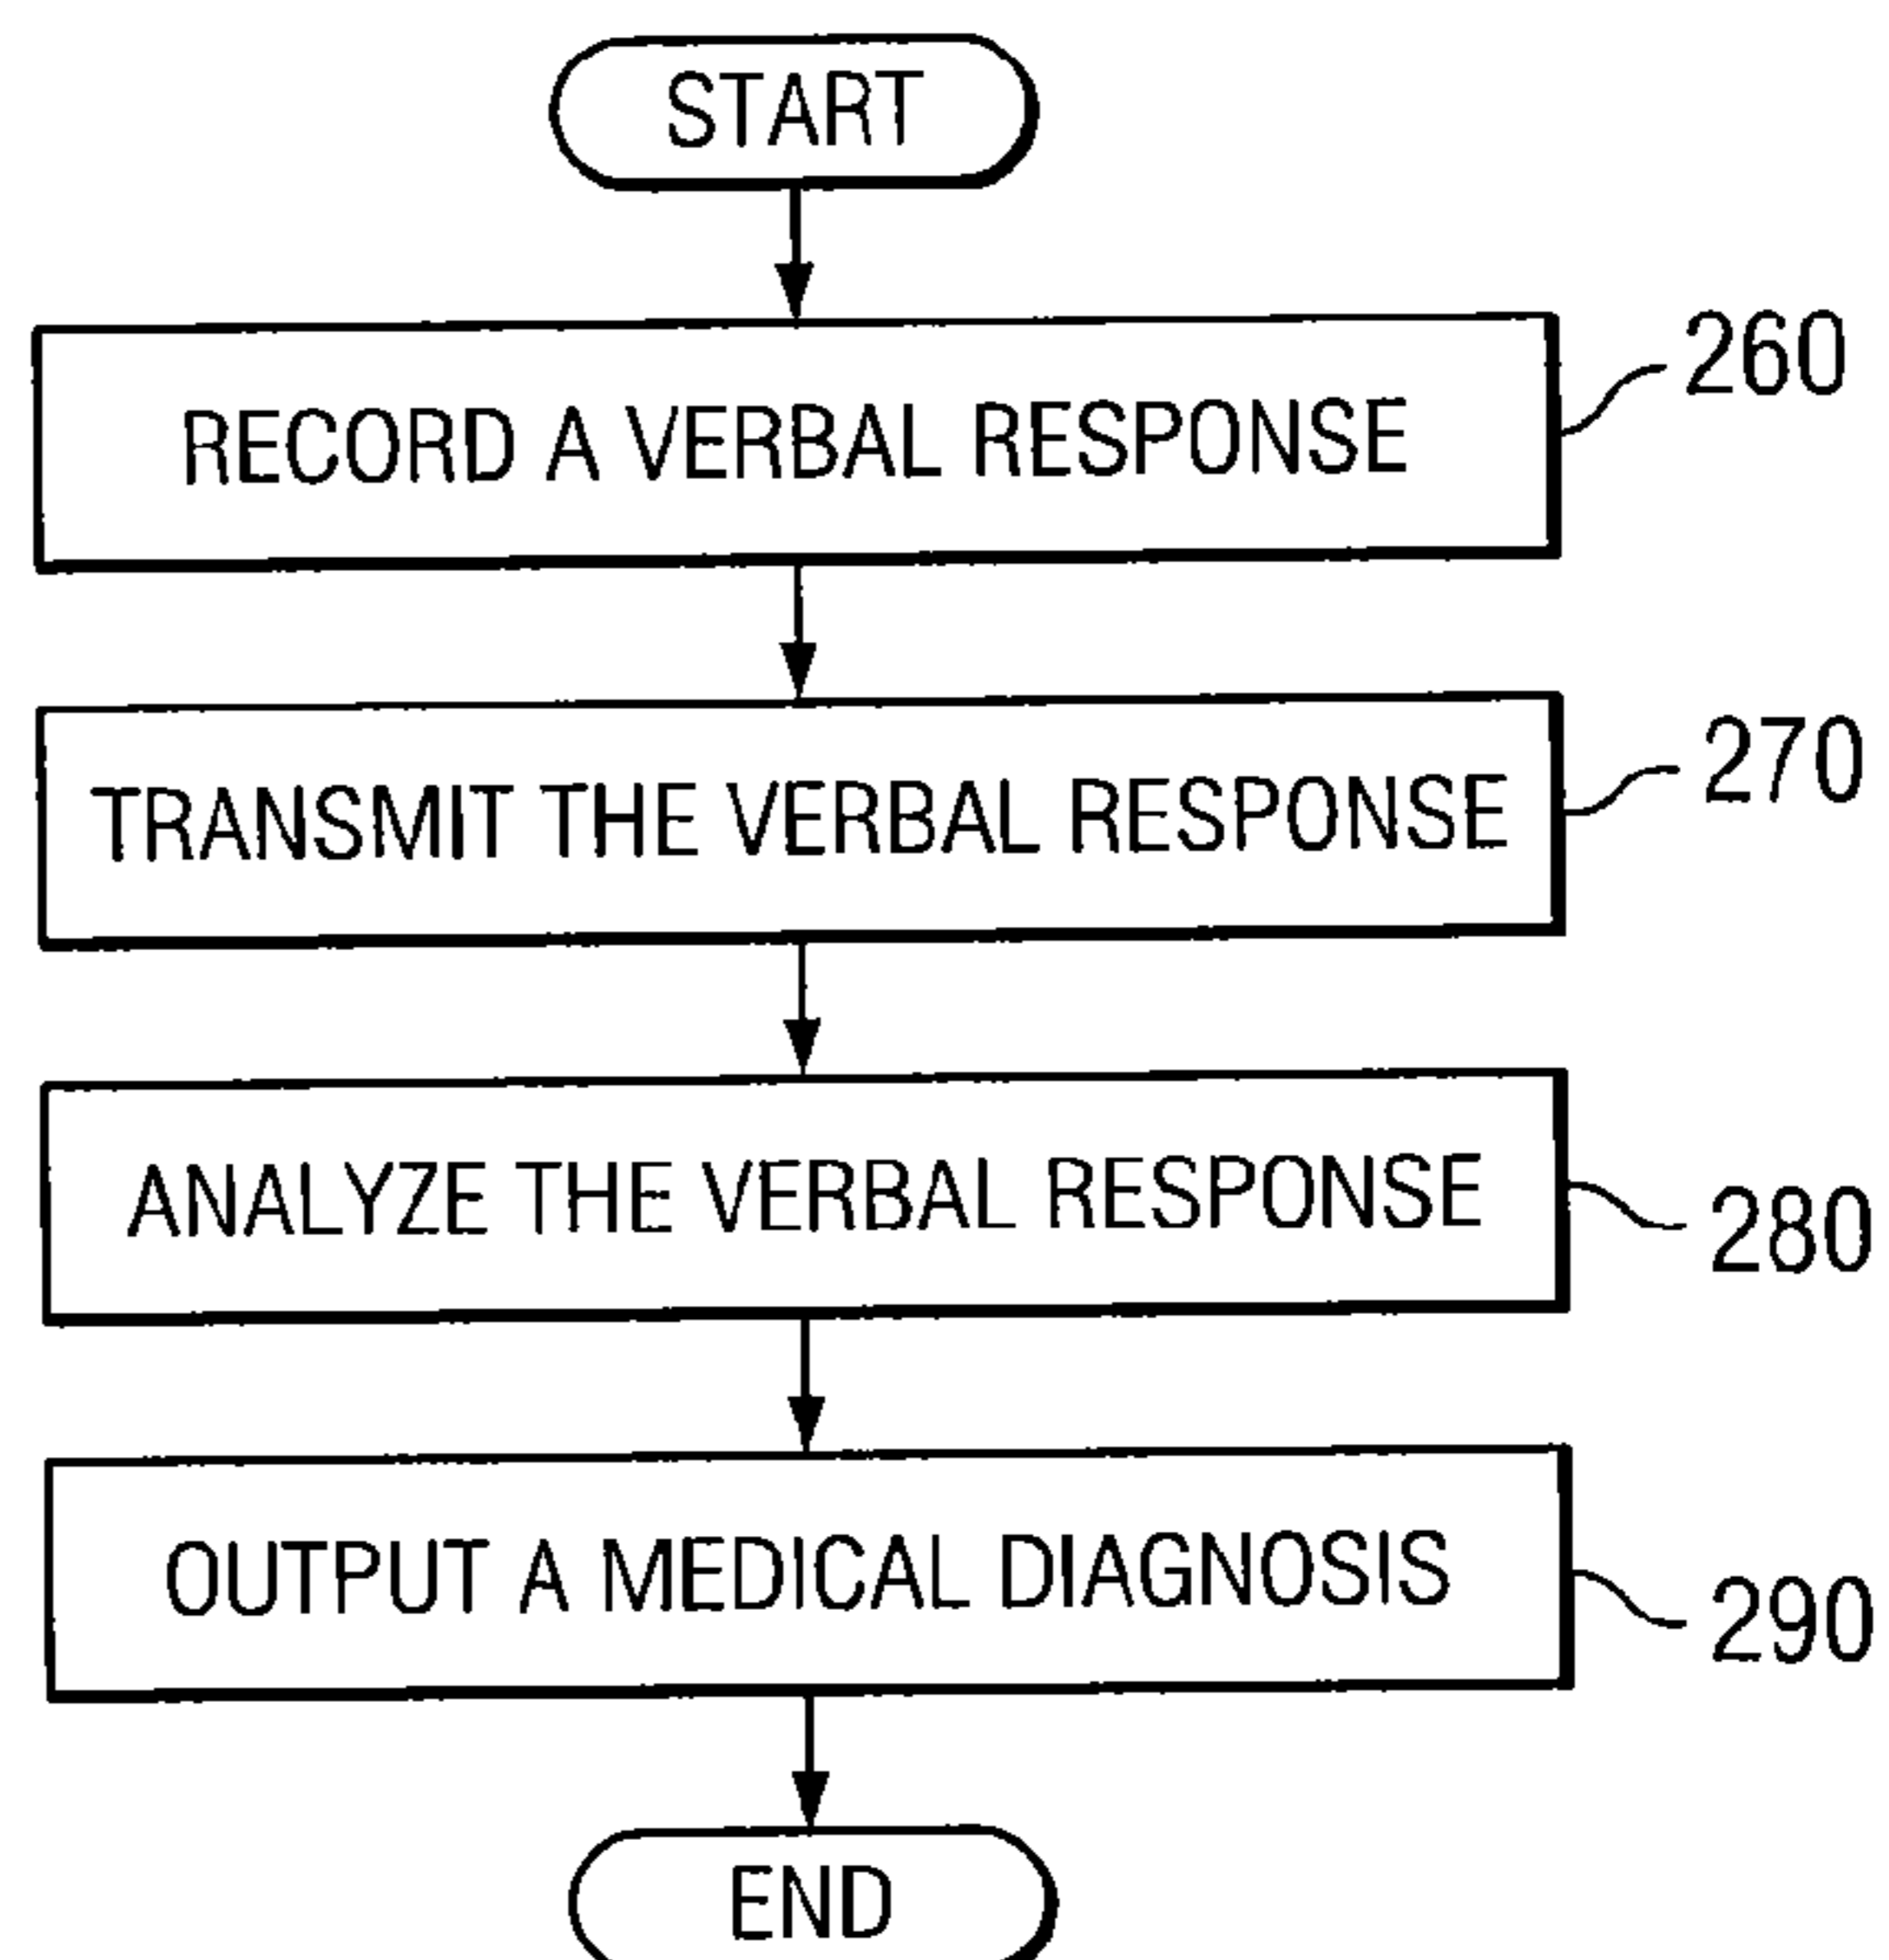 START
RECORD A VERBAL RESPONSE
260
TRANSMIT THE VERBAL RESPONSE
270
ANALYZE THE VERBAL RESPONSE
280
OUTPUT A MEDICAL DIAGNOSIS
290
END